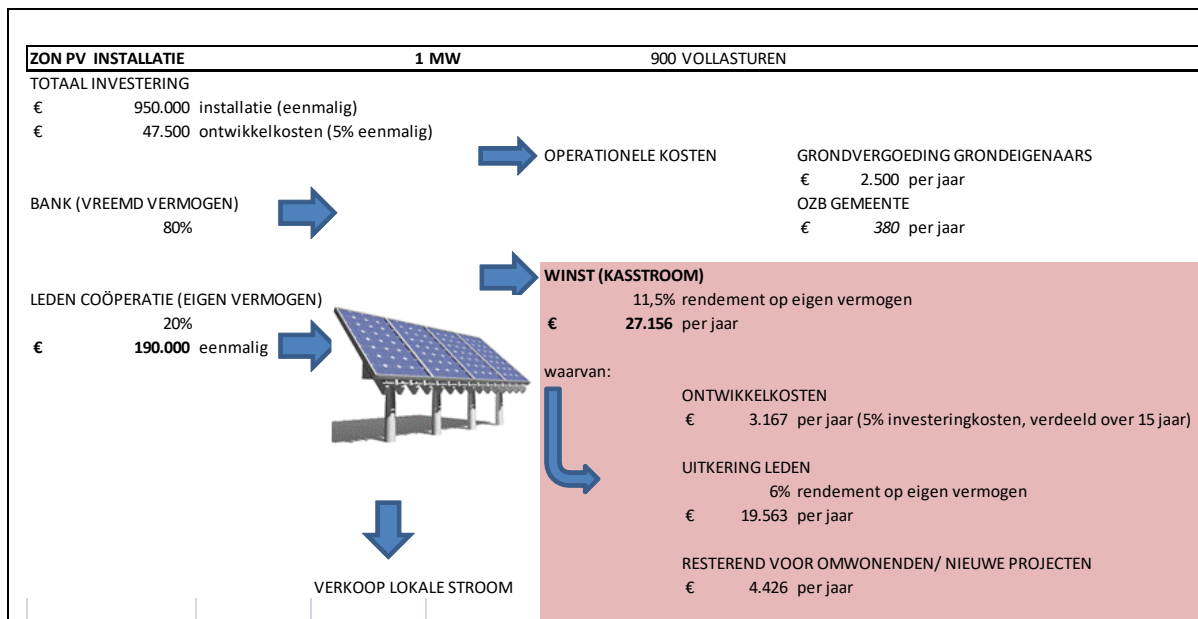 ZON PV INSTALLATIE 1 MW 900 VOLLASTUREN
TOTAAL INVESTERING
€ 950.000 installatie (eenmalig)
€ 47.500 ontwikkelkosten (5% eenmalig)
OPERATIONELE KOSTEN
GRONDVERGOEDING GRONDEIGENAARS
€ 2.500 per jaar
OZB GEMEENTE
€ 380 per jaar
BANK (VREEMD VERMOGEN)
80%
LEDEN COÖPERATIE (EIGEN VERMOGEN)
20%
€ 190.000 eenmalig
WINST (KASSTROOM)
11,5% rendement op eigen vermogen
€ 27.156 per jaar
waarvan:
ONTWIKKELKOSTEN
€ 3.167 per jaar (5% investeringkosten, verdeeld over 15 jaar)
UITKERING LEDEN
6% rendement op eigen vermogen
€ 19.563 per jaar
RESTEREND VOOR OMWONENDEN/ NIEUWE PROJECTEN
€ 4.426 per jaar
VERKOOP LOKALE STROOM